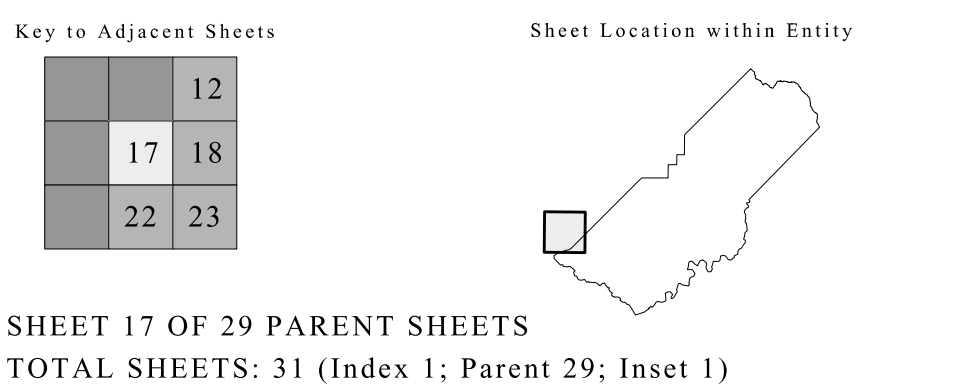 Key to Adjacent Sheets
Sheet Location within Entity
12
17 18
22 23
SHEET 17 OF 29 PARENT SHEETS
TOTAL SHEETS: 31 (Index 1; Parent 29; Inset 1)